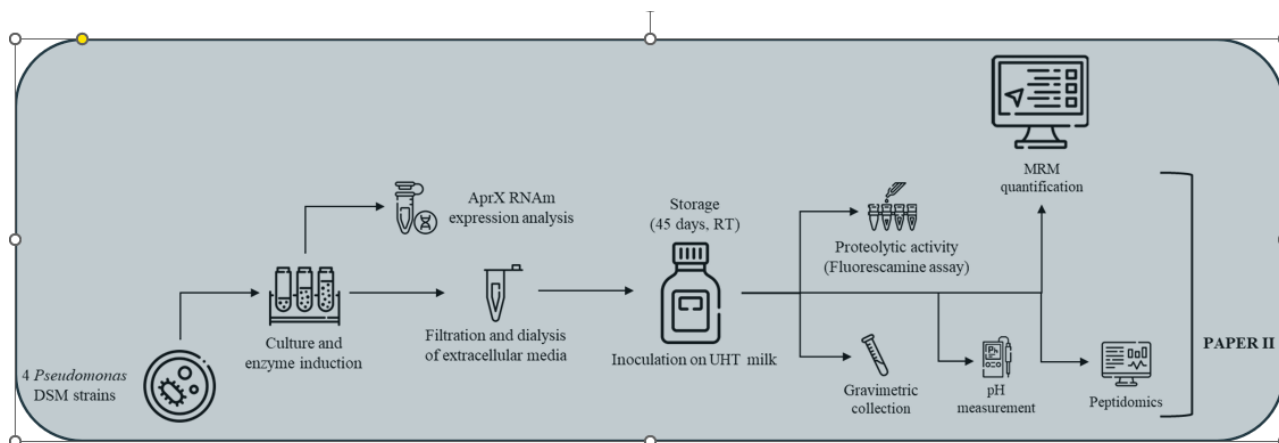 4 Pseudomonas
DSM strains
Culture and
enzyme induction
AprX RNAm
expression analysis
Filtration and dialysis
of extracellular media
Storage
(45 days, RT)
Inoculation on UHT milk
Proteolytic activity
(Fluorescamine assay)
Gravimetric
collection
pH
measurement
MRM
quantification
Peptidomics
PAPER II